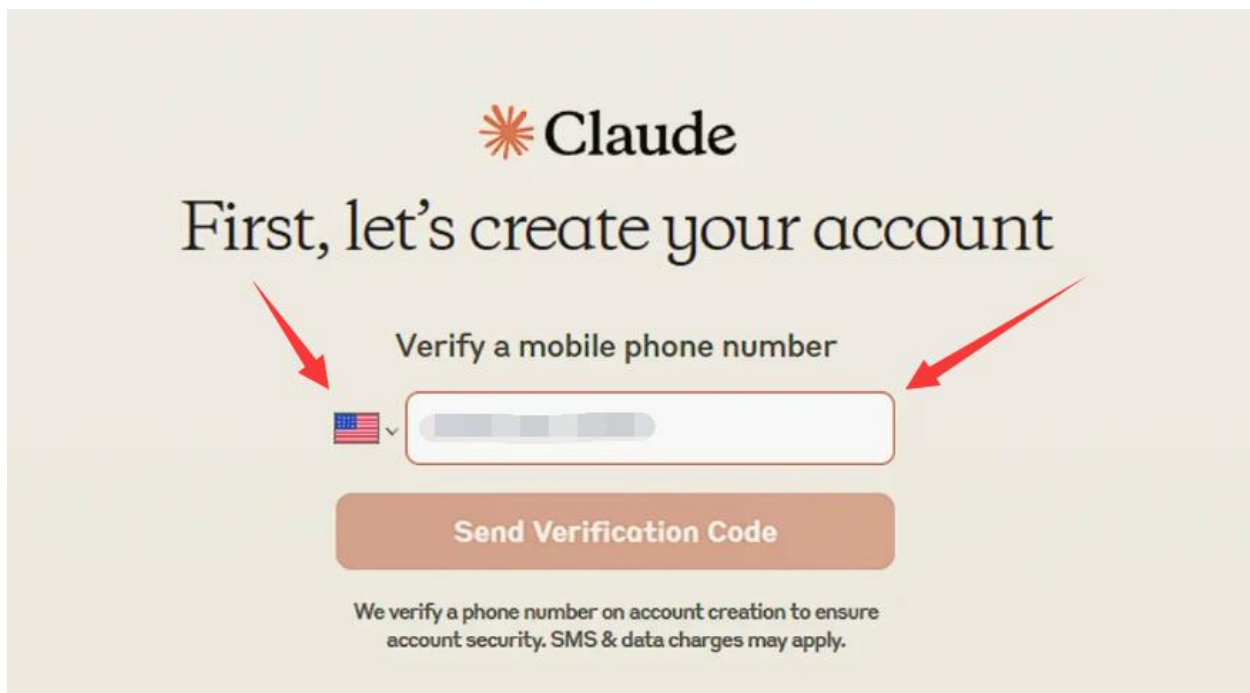 Claude
First, let's create your account
Verify a mobile phone number
Send Verification Code
We verify a phone number on account creation to ensure
account security. SMS & data charges may apply.